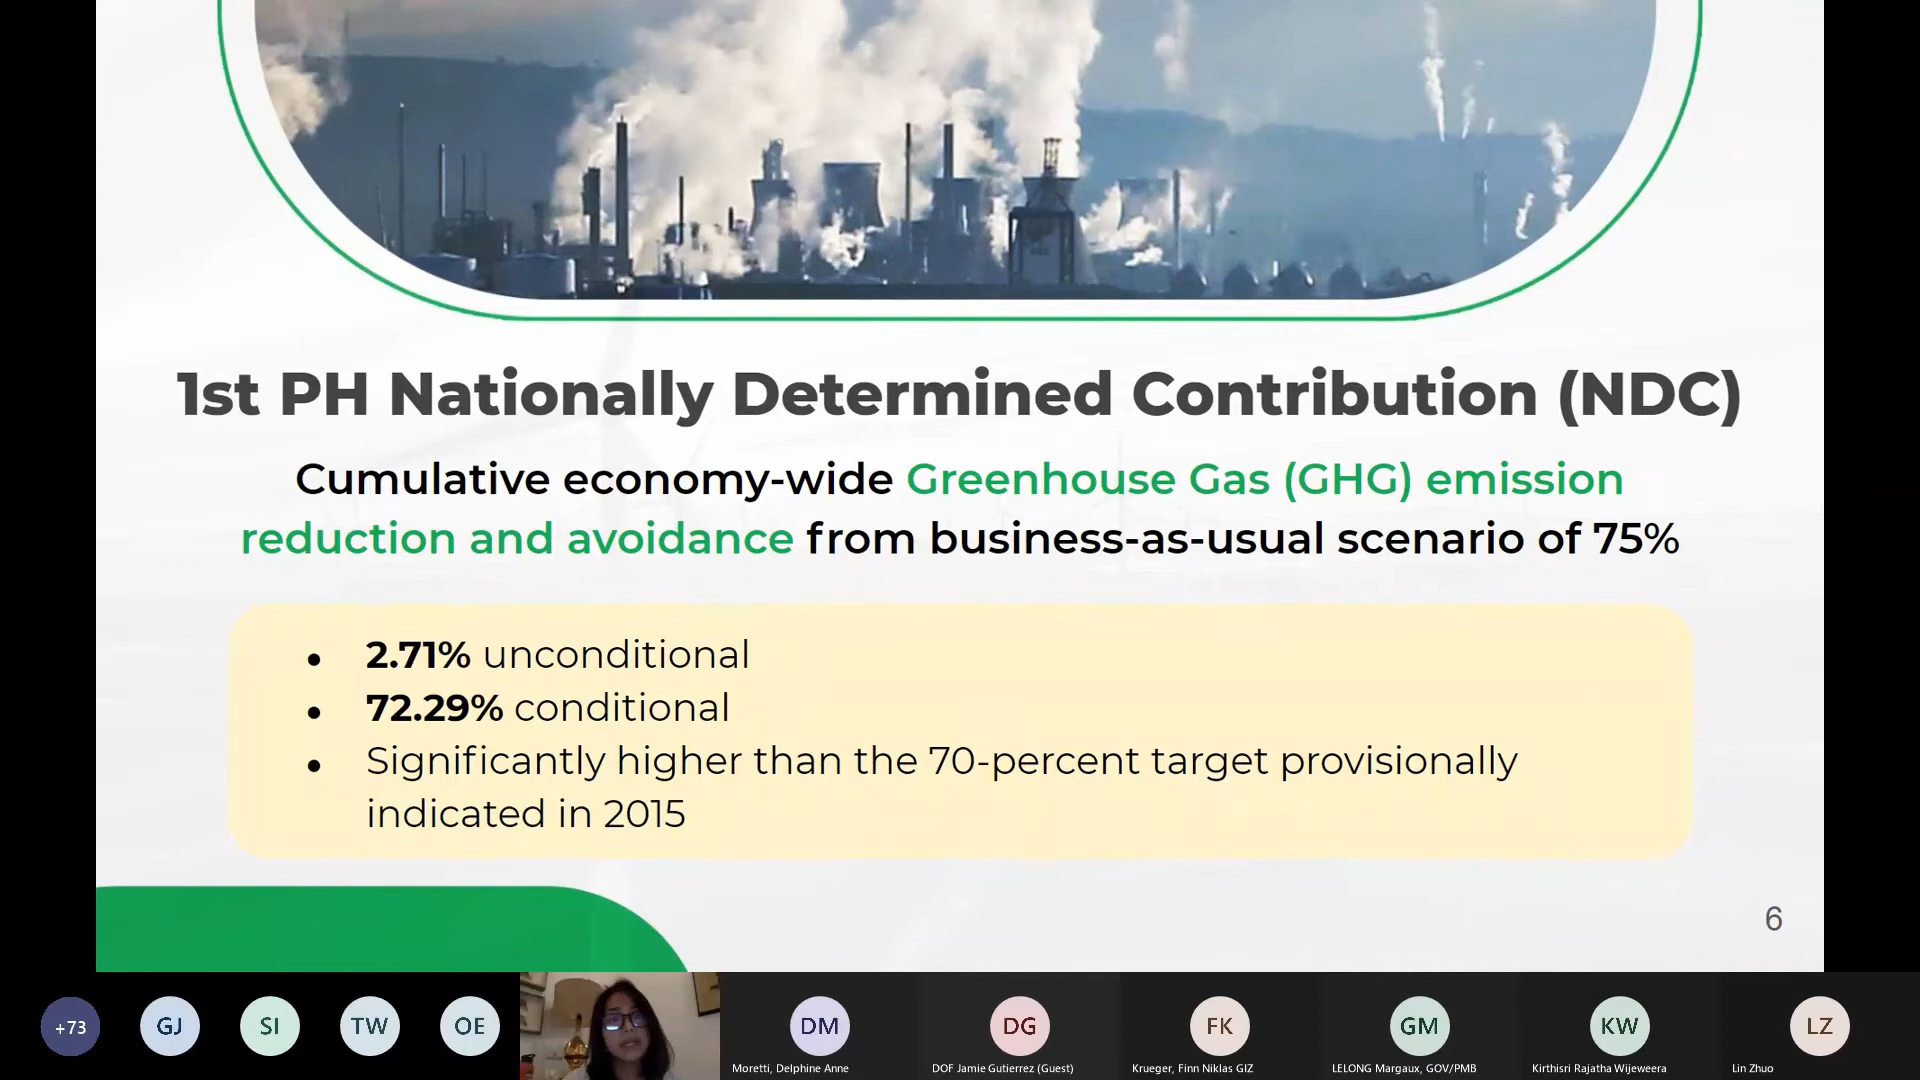 1st PH Nationally Determined Contribution (NDC)
Cumulative economy-wide Greenhouse Gas (GHG) emission
reduction and avoidance from business-as-usual scenario of 75%
• 2.71% unconditional
• 72.29% conditional
• Significantly higher than the 70-percent target provisionally
indicated in 2015
6
+73
GJ
SI
TW
OE
DM
Moretti, Delphine Anne
DG
DOF Jamie Gutierrez (Guest)
FK
Krueger, Finn Niklas GIZ
GM
LELONG Margaux, GOV/PMB
KW
Kirthisri Rajatha Wijeweera
LZ
Lin Zhuo